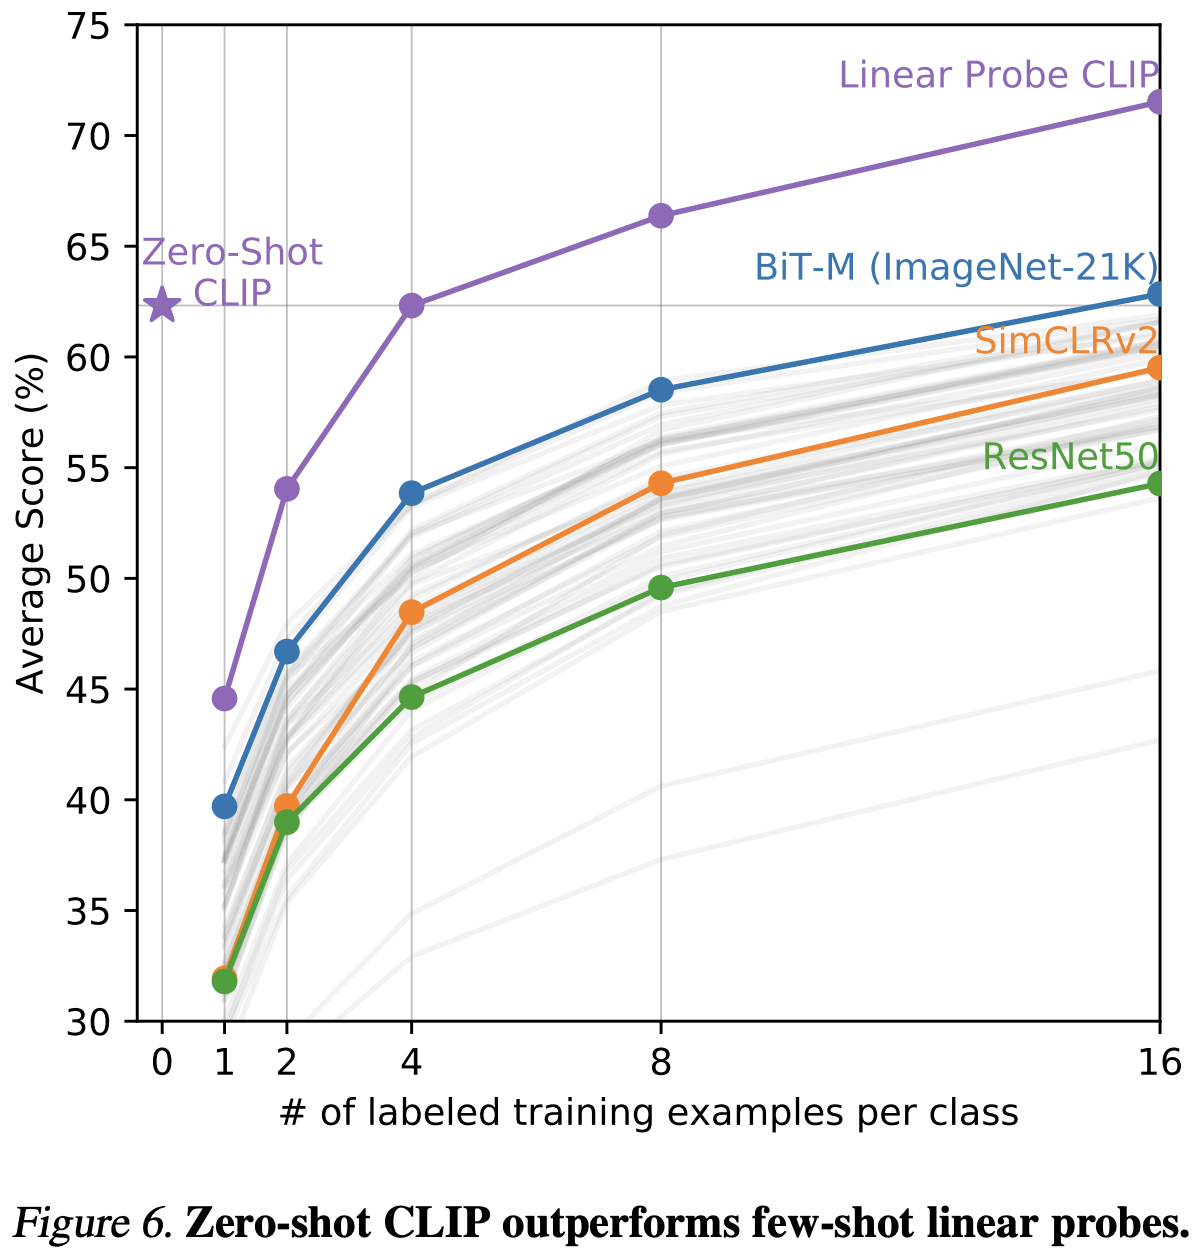 75
Linear Probe CLIP
70
65
Zero-Shot
CLIP
BiT-M (ImageNet-21K)
60
SimCLRv2
55
ResNet50
50
45
40
35
30
Average Score (%)
0 1 2 4 8 16
# of labeled training examples per class
Figure 6. Zero-shot CLIP outperforms few-shot linear probes.